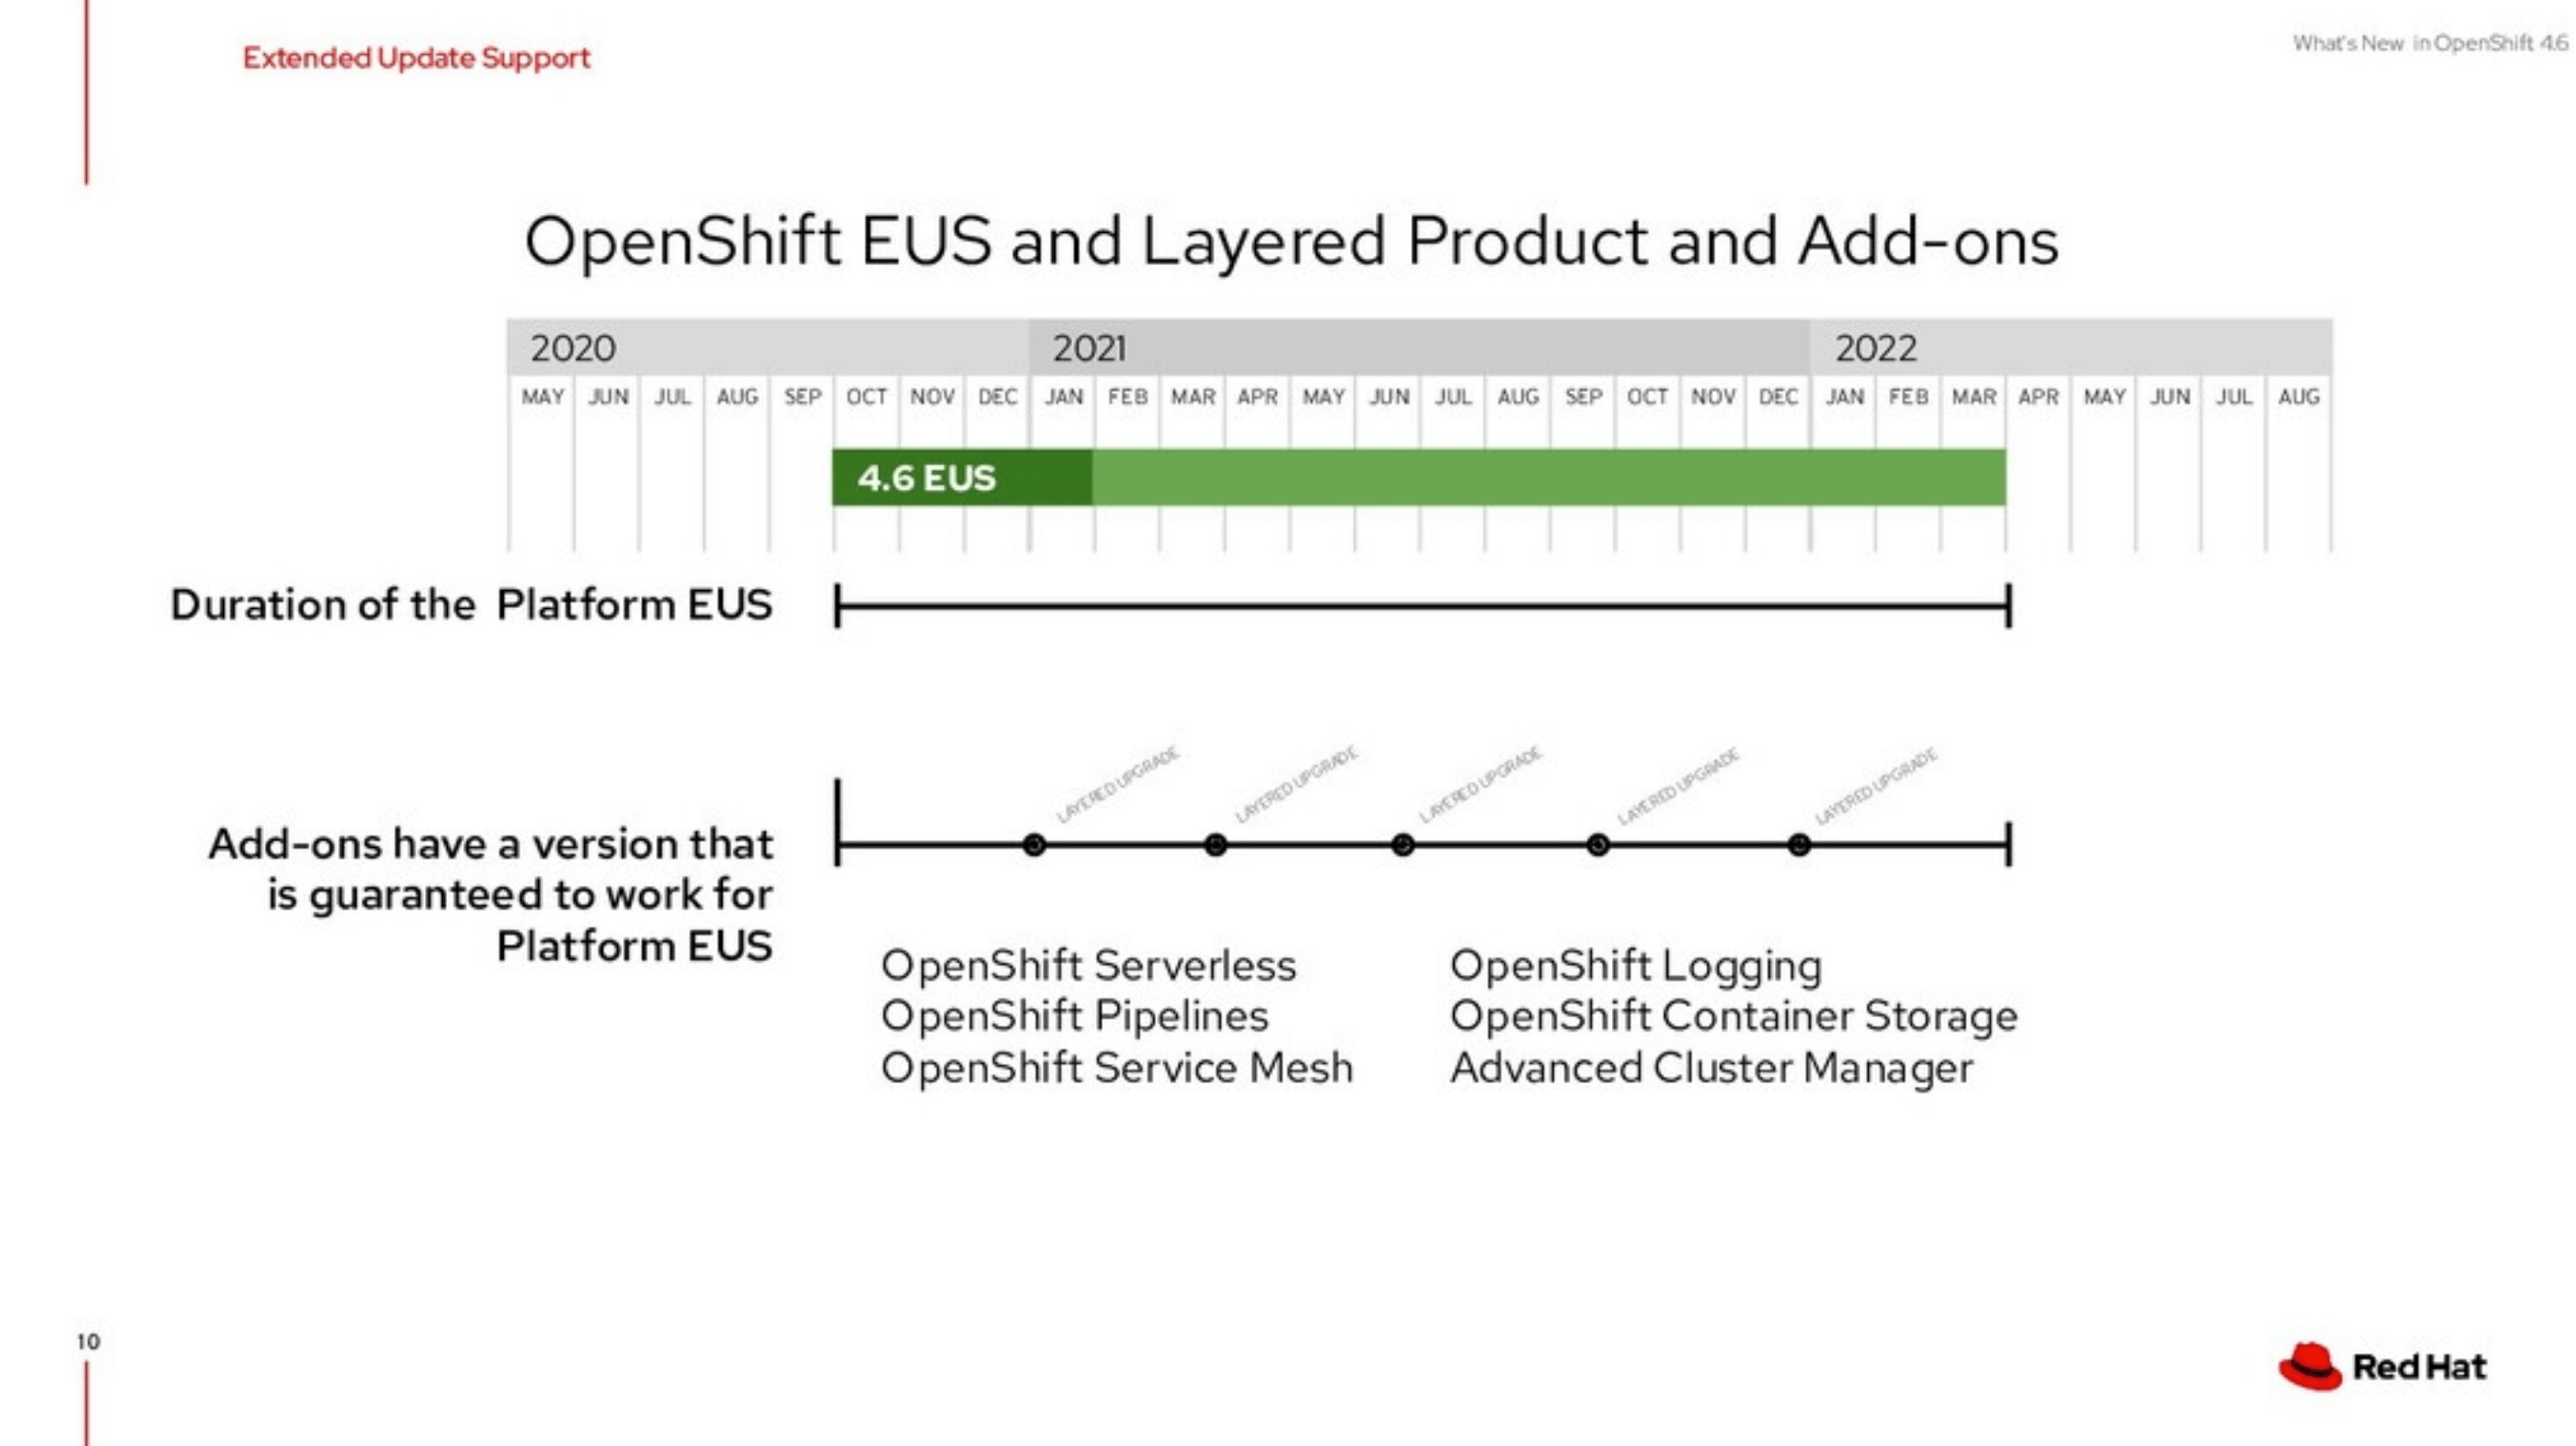 Extended Update Support
What's New in OpenShift 4.6
OpenShift EUS and Layered Product and Add-ons
2020 2021 2022
MAY JUN JUL AUG SEP OCT NOV DEC JAN FEB MAR APR MAY JUN JUL AUG SEP OCT NOV DEC JAN FEB MAR APR MAY JUN JUL AUG
4.6 EUS
Duration of the Platform EUS
LAYERED UPGRADE LAYERED UPGRADE LAYERED UPGRADE LAYERED UPGRADE LAYERED UPGRADE
Add-ons have a version that
is guaranteed to work for
Platform EUS
OpenShift Serverless
OpenShift Pipelines
OpenShift Service Mesh
OpenShift Logging
OpenShift Container Storage
Advanced Cluster Manager
10
Red Hat